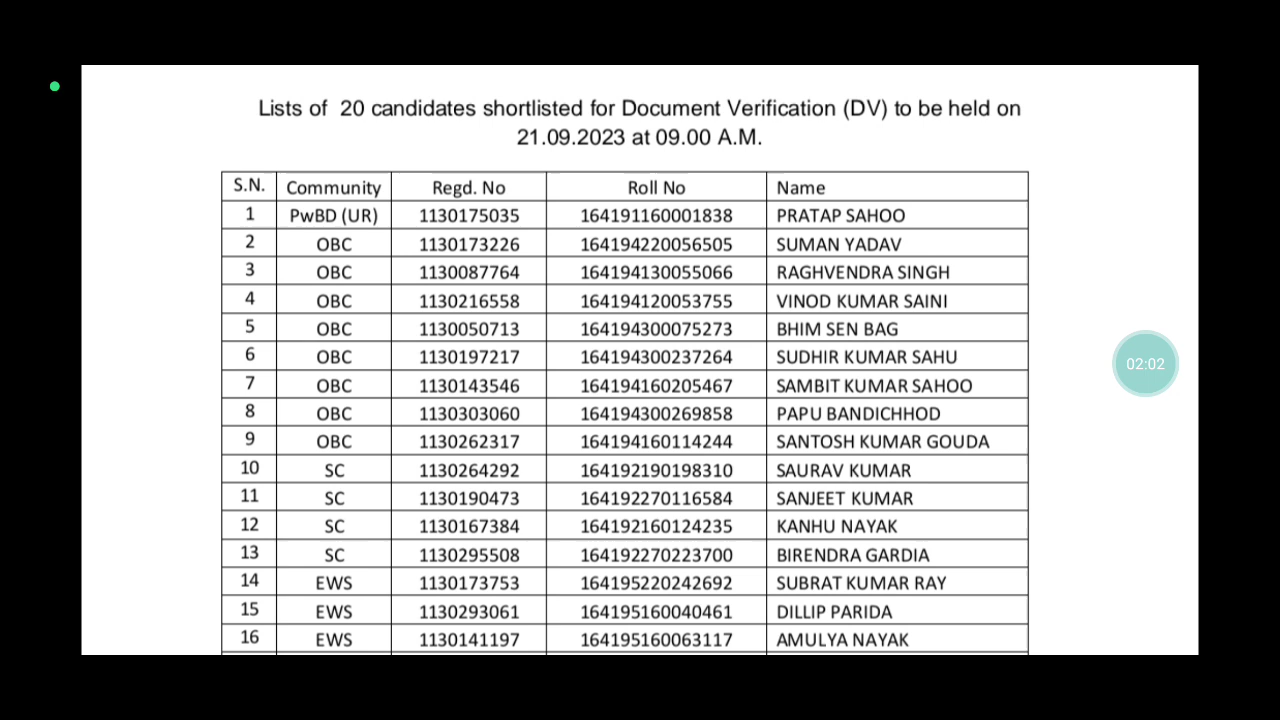 Lists of 20 candidates shortlisted for Document Verification (DV) to be held on
21.09.2023 at 09.00 A.M.
S.N. Community Regd. No Roll No Name
1 PwBD (UR) 1130175035 164191160001838 PRATAP SAHOO
2 OBC 1130173226 164194220056505 SUMAN YADAV
3 OBC 1130087764 164194130055066 RAGHVENDRA SINGH
4 OBC 1130216558 164194120053755 VINOD KUMAR SAINI
5 OBC 1130050713 164194300075273 BHIM SEN BAG
6 OBC 1130197217 164194300237264 SUDHIR KUMAR SAHU
7 OBC 1130143546 164194160205467 SAMBIT KUMAR SAHOO
8 OBC 1130303060 164194300269858 PAPU BANDICHHOD
9 OBC 1130262317 164194160114244 SANTOSH KUMAR GOUDA
10 SC 1130264292 164192190198310 SAURAV KUMAR
11 SC 1130190473 164192270116584 SANJEET KUMAR
12 SC 1130167384 164192160124235 KANHU NAYAK
13 SC 1130295508 164192270223700 BIRENDRA GARDIA
14 EWS 1130173753 164195220242692 SUBRAT KUMAR RAY
15 EWS 1130293061 164195160040461 DILLIP PARIDA
16 EWS 1130141197 164195160063117 AMULYA NAYAK
02:02